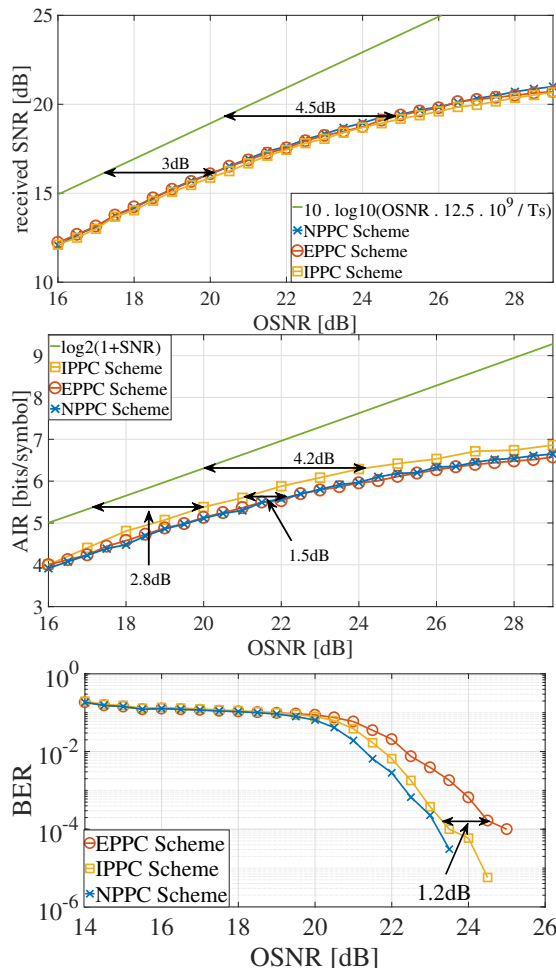 received SNR [dB]
25
20
15
10
4.5dB
3dB
10 . log10(OSNR . 12.5 . 10^9 / Ts)
NPPC Scheme
EPPC Scheme
IPPC Scheme
16 18 20 22 24 26 28
OSNR [dB]
AIR [bits/symbol]
9
8
7
6
5
4
3
log2(1+SNR)
IPPC Scheme
EPPC Scheme
NPPC Scheme
4.2dB
1.5dB
2.8dB
16 18 20 22 24 26 28
OSNR [dB]
BER
10^0
10^-2
10^-4
10^-6
EPPC Scheme
IPPC Scheme
NPPC Scheme
1.2dB
14 16 18 20 22 24 26
OSNR [dB]